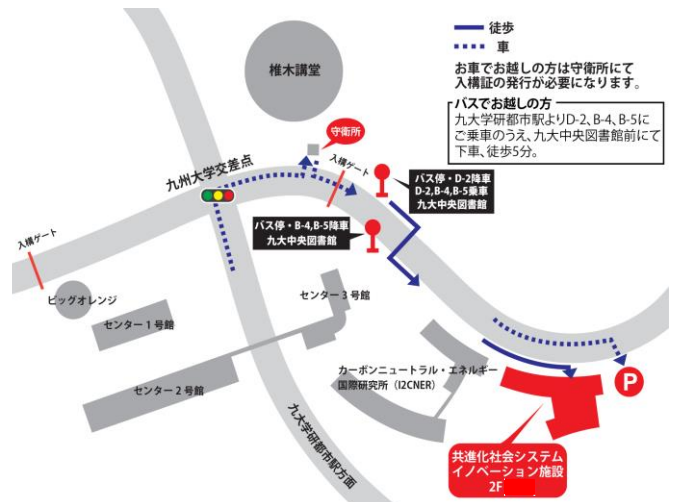 徒歩
車
お車でお越しの方は守衛所にて
入構証の発行が必要になります。
バスでお越しの方
九大学研都市駅よりD-2、B-4、B-5に
ご乗車のうえ、九大中央図書館前にて
下車、徒歩5分。
椎木講堂
守衛所
九州大学交差点
入構ゲート
バス停・D-2降車
D-2,B-4,B-5乗車
九大中央図書館
バス停・B-4,B-5降車
九大中央図書館
入構ゲート
ビッグオレンジ
センター1号館
センター3号館
センター2号館
カーボンニュートラル・エネルギー
国際研究所（I2CNER）
九大学研都市駅方面
P
共進化社会システム
イノベーション施設
2F